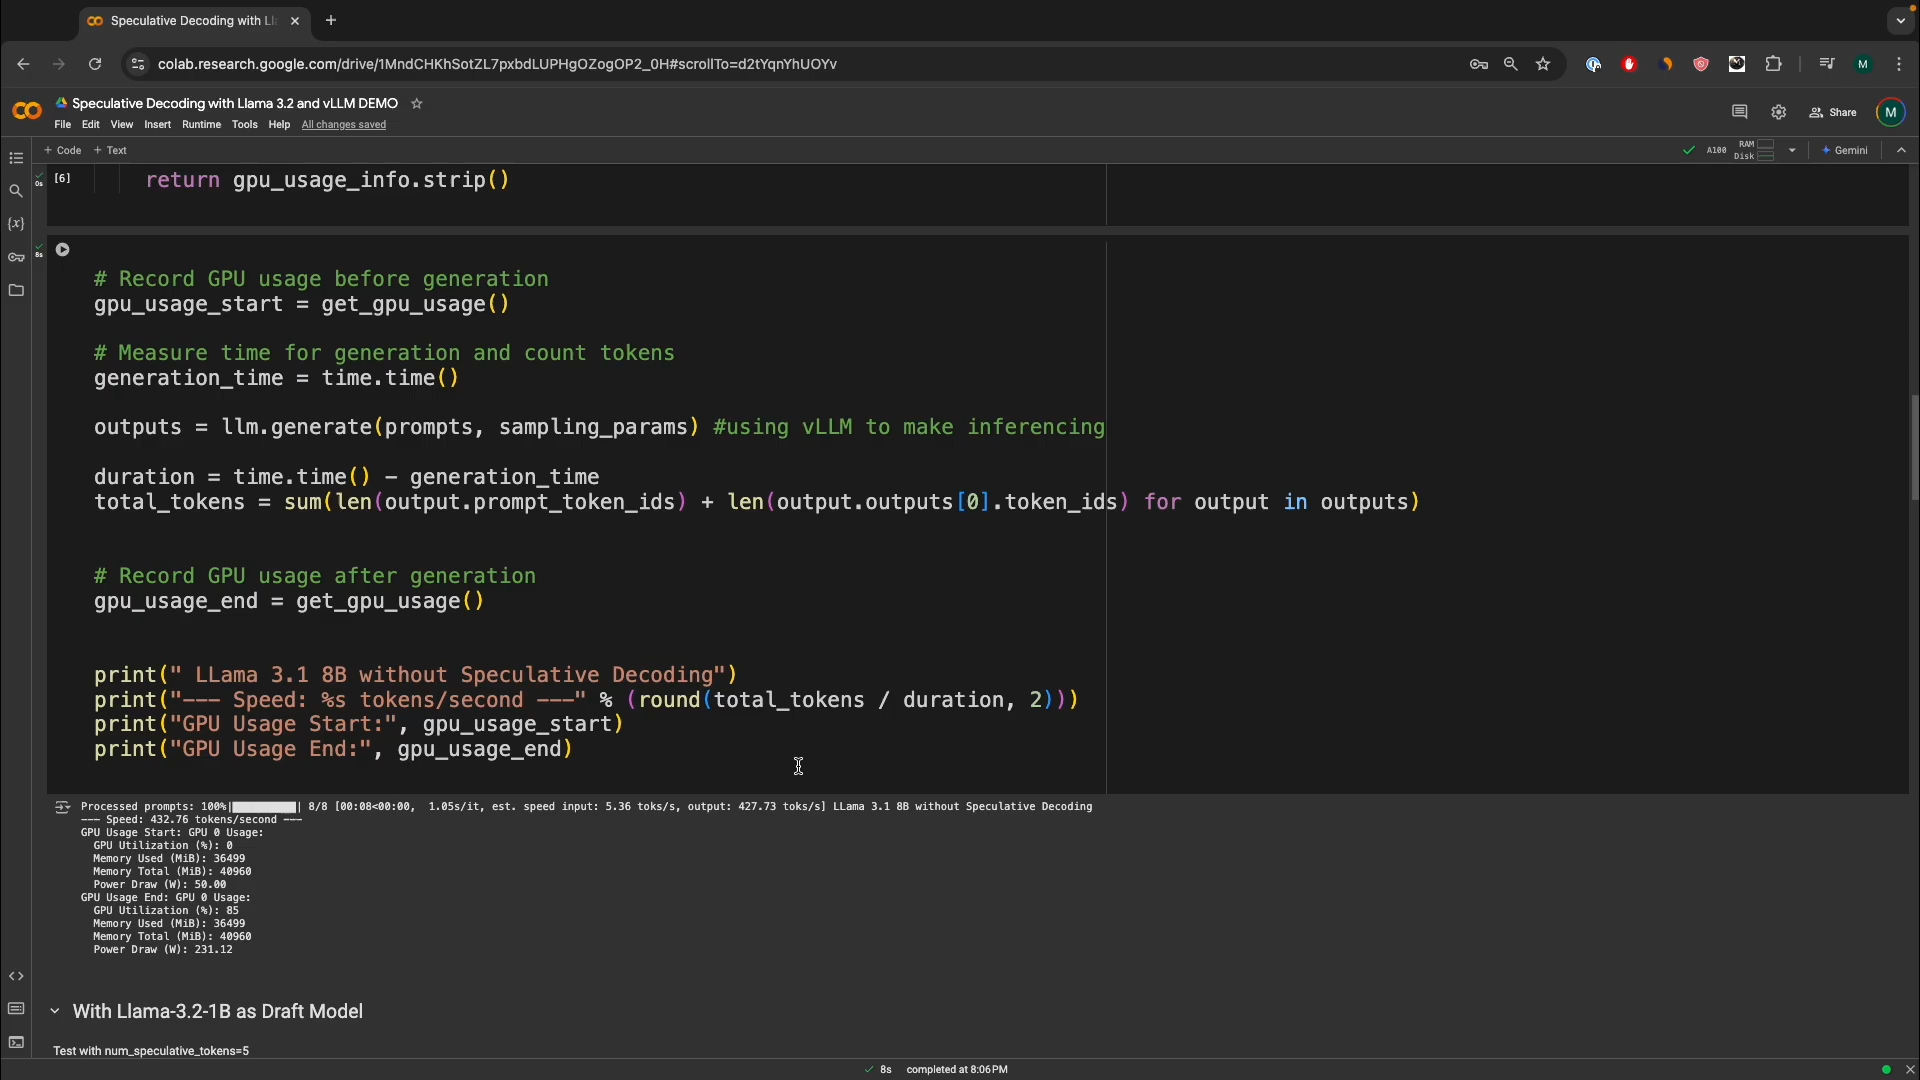 Speculative Decoding with Ll
colab.research.google.com/drive/1MndCHKhSotZL7pxbdLUPHgOZogOP2_0H#scrollTo=d2tYqnYhUOYv
M
Speculative Decoding with Llama 3.2 and vLLM DEMO
File Edit View Insert Runtime Tools Help All changes saved
Share
M
+ Code + Text
A100
RAM
Disk
Gemini
0s
[6]
return gpu_usage_info.strip()
8s
# Record GPU usage before generation
gpu_usage_start = get_gpu_usage()
# Measure time for generation and count tokens
generation_time = time.time()
outputs = llm.generate(prompts, sampling_params) #using vLLM to make inferencing
duration = time.time() - generation_time
total_tokens = sum(len(output.prompt_token_ids) + len(output.outputs[0].token_ids) for output in outputs)
# Record GPU usage after generation
gpu_usage_end = get_gpu_usage()
print(" LLama 3.1 8B without Speculative Decoding")
print("--- Speed: %s tokens/second ---" % (round(total_tokens / duration, 2)))
print("GPU Usage Start:", gpu_usage_start)
print("GPU Usage End:", gpu_usage_end)
Processed prompts: 100%|██████████| 8/8 [00:08<00:00, 1.05s/it, est. speed input: 5.36 toks/s, output: 427.73 toks/s] LLama 3.1 8B without Speculative Decoding
--- Speed: 432.76 tokens/second ---
GPU Usage Start: GPU 0 Usage:
GPU Utilization (%): 0
Memory Used (MiB): 36499
Memory Total (MiB): 40960
Power Draw (W): 50.00
GPU Usage End: GPU 0 Usage:
GPU Utilization (%): 85
Memory Used (MiB): 36499
Memory Total (MiB): 40960
Power Draw (W): 231.12
With Llama-3.2-1B as Draft Model
Test with num_speculative_tokens=5
8s completed at 8:06 PM